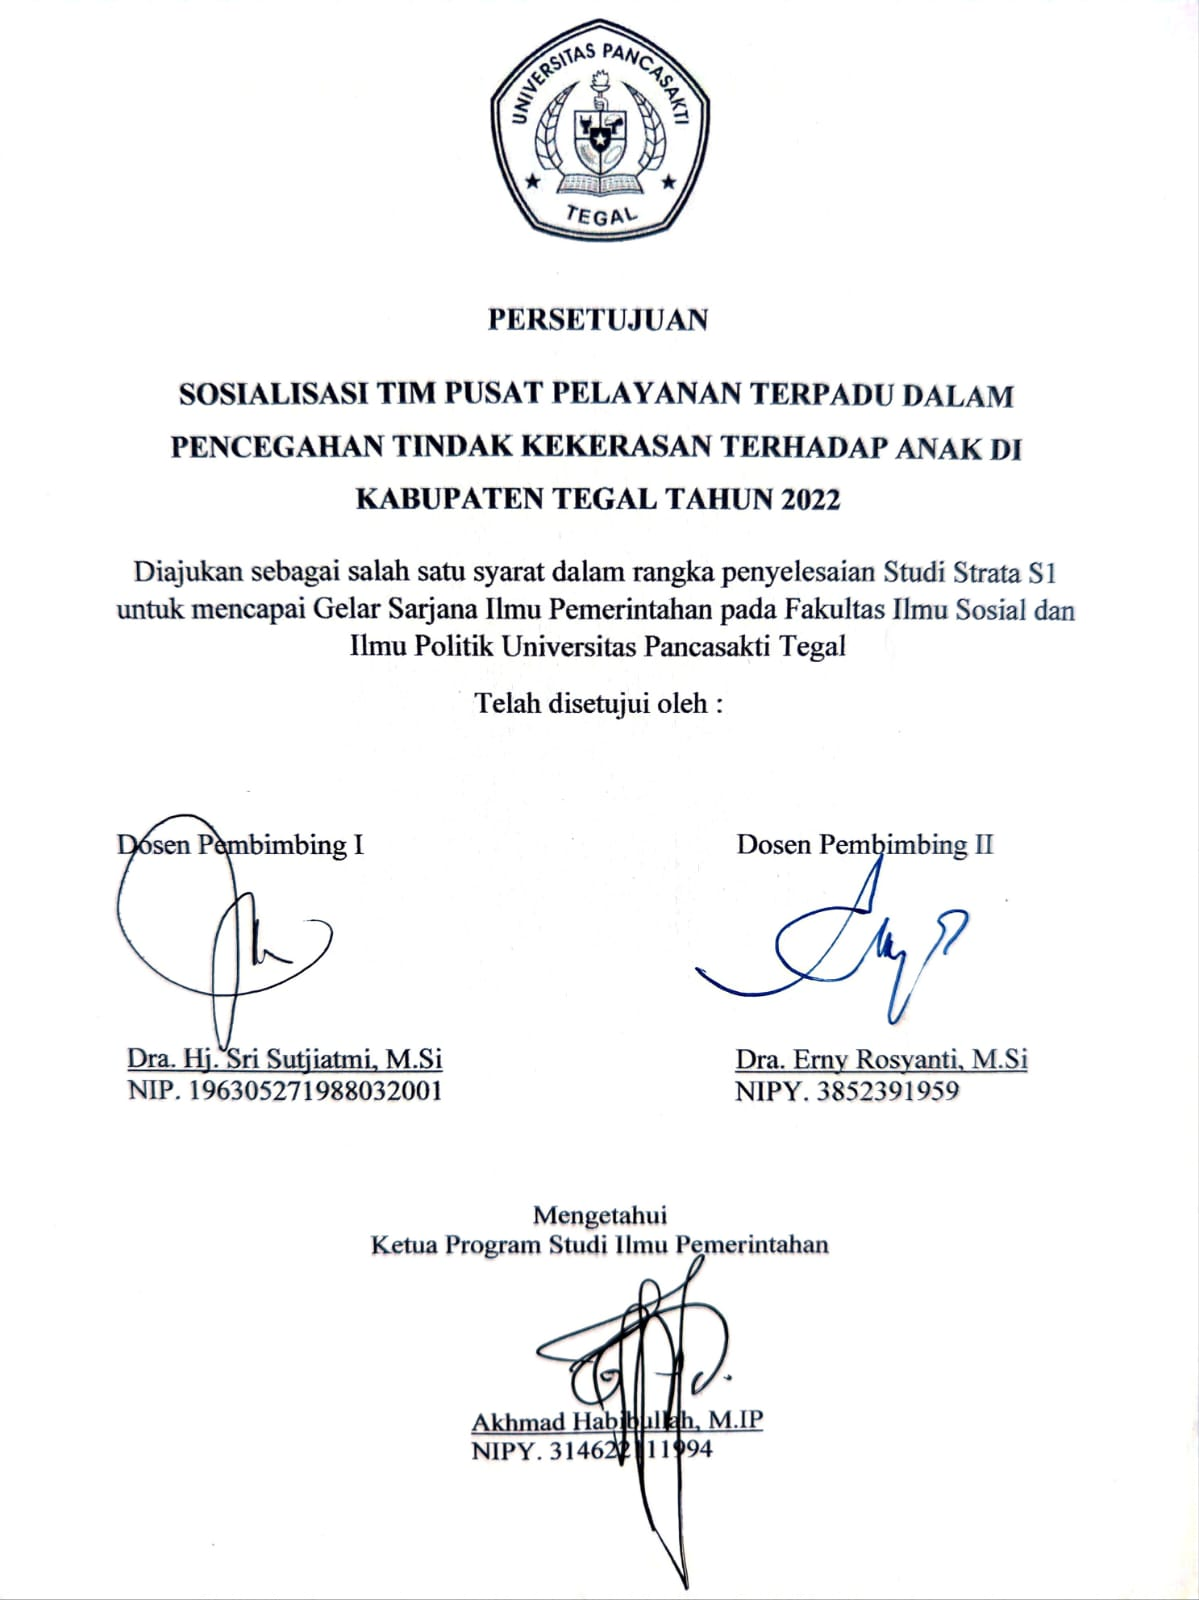 UNIVERSITAS PANCASAKTI
TEGAL
PERSETUJUAN
SOSIALISASI TIM PUSAT PELAYANAN TERPADU DALAM
PENCEGAHAN TINDAK KEKERASAN TERHADAP ANAK DI
KABUPATEN TEGAL TAHUN 2022
Diajukan sebagai salah satu syarat dalam rangka penyelesaian Studi Strata S1
untuk mencapai Gelar Sarjana Ilmu Pemerintahan pada Fakultas Ilmu Sosial dan
Ilmu Politik Universitas Pancasakti Tegal
Telah disetujui oleh :
Dosen Pembimbing I
Dosen Pembimbing II
Dra. Hj. Sri Sutjiatmi, M.Si
NIP. 196305271988032001
Dra. Erny Rosyanti, M.Si
NIPY. 3852391959
Mengetahui
Ketua Program Studi Ilmu Pemerintahan
Akhmad Habibullah, M.IP
NIPY.